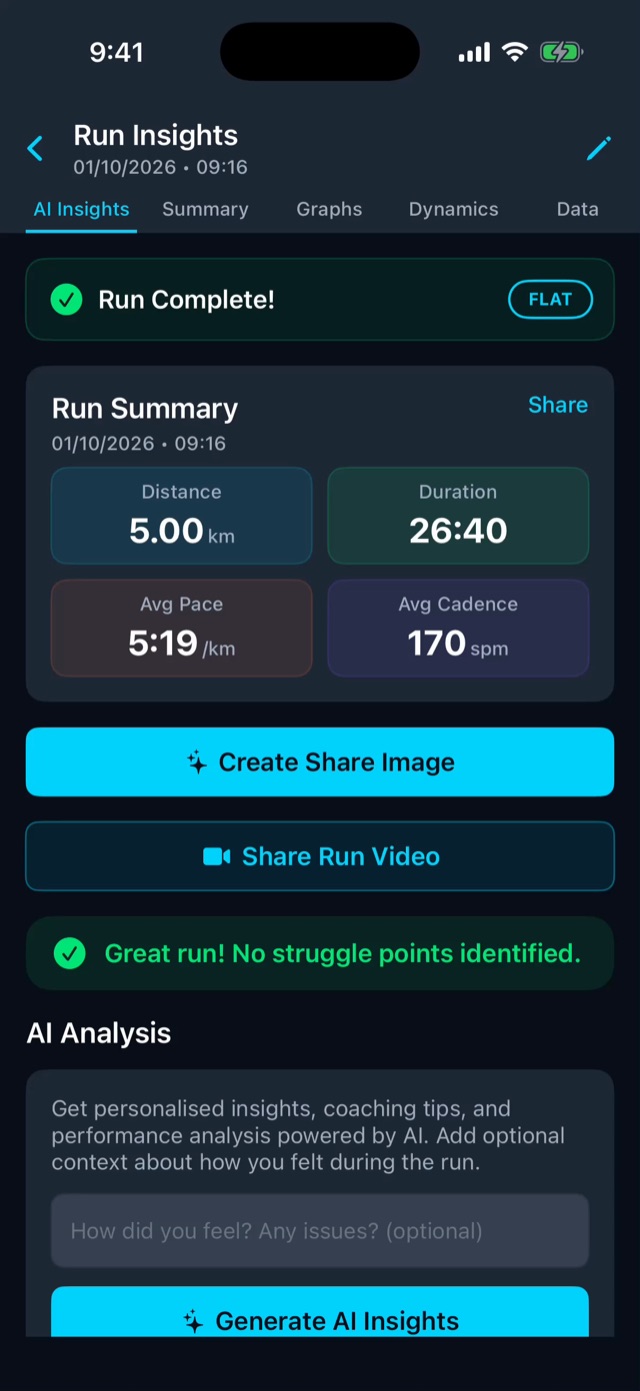 9:41
Run Insights
01/10/2026 • 09:16
AI Insights Summary Graphs Dynamics Data
Run Complete! FLAT
Run Summary Share
01/10/2026 • 09:16
Distance Duration
5.00 km 26:40
Avg Pace Avg Cadence
5:19 /km 170 spm
Create Share Image
Share Run Video
Great run! No struggle points identified.
AI Analysis
Get personalised insights, coaching tips, and
performance analysis powered by AI. Add optional
context about how you felt during the run.
How did you feel? Any issues? (optional)
Generate AI Insights